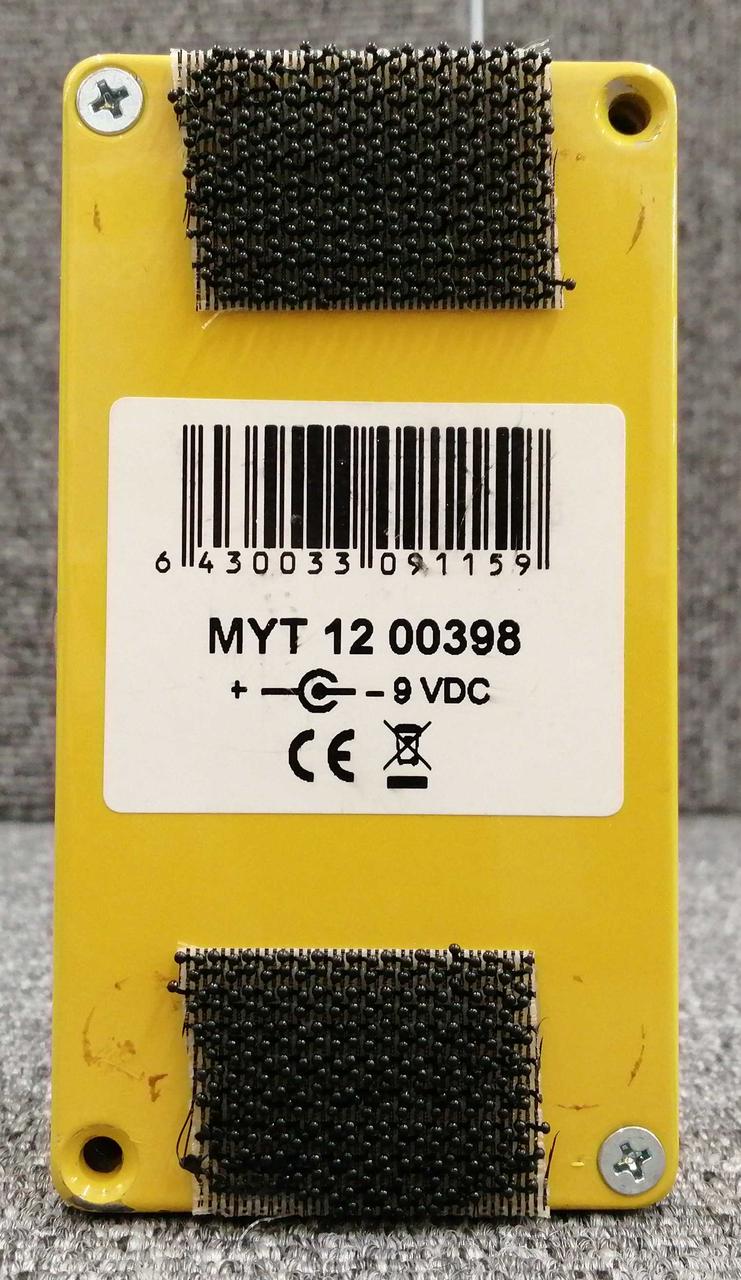 6 430033 091159
MYT 12 00398
+ – 9 VDC
CE